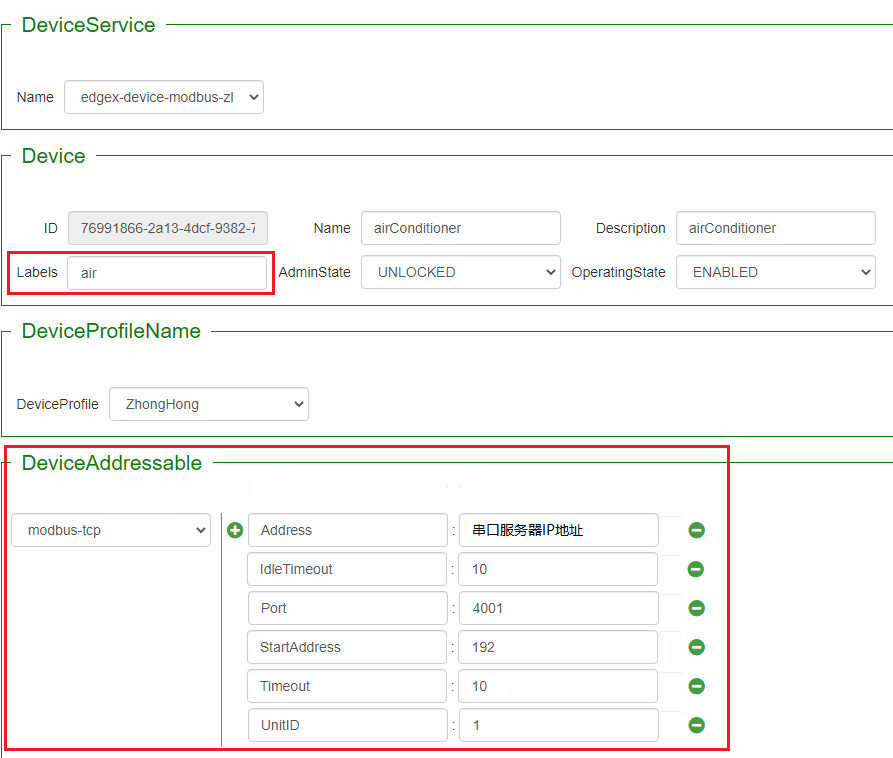 DeviceService
Name edgex-device-modbus-zl
Device
ID 76991866-2a13-4dcf-9382-7 Name airConditioner Description airConditioner
Labels air AdminState UNLOCKED OperatingState ENABLED
DeviceProfileName
DeviceProfile ZhongHong
DeviceAddressable
modbus-tcp Address : 串口服务器IP地址
IdleTimeout : 10
Port : 4001
StartAddress : 192
Timeout : 10
UnitID : 1